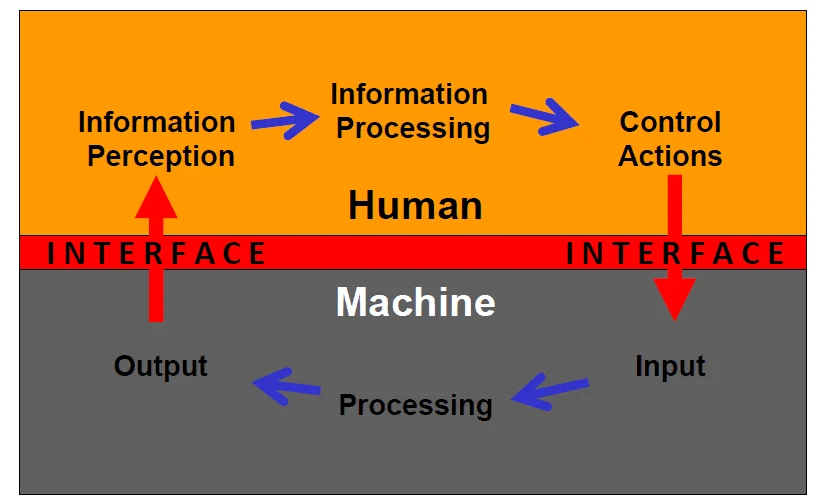 Information
Processing
Information
Perception
Control
Actions
Human
INTERFACE
INTERFACE
Machine
Output
Input
Processing